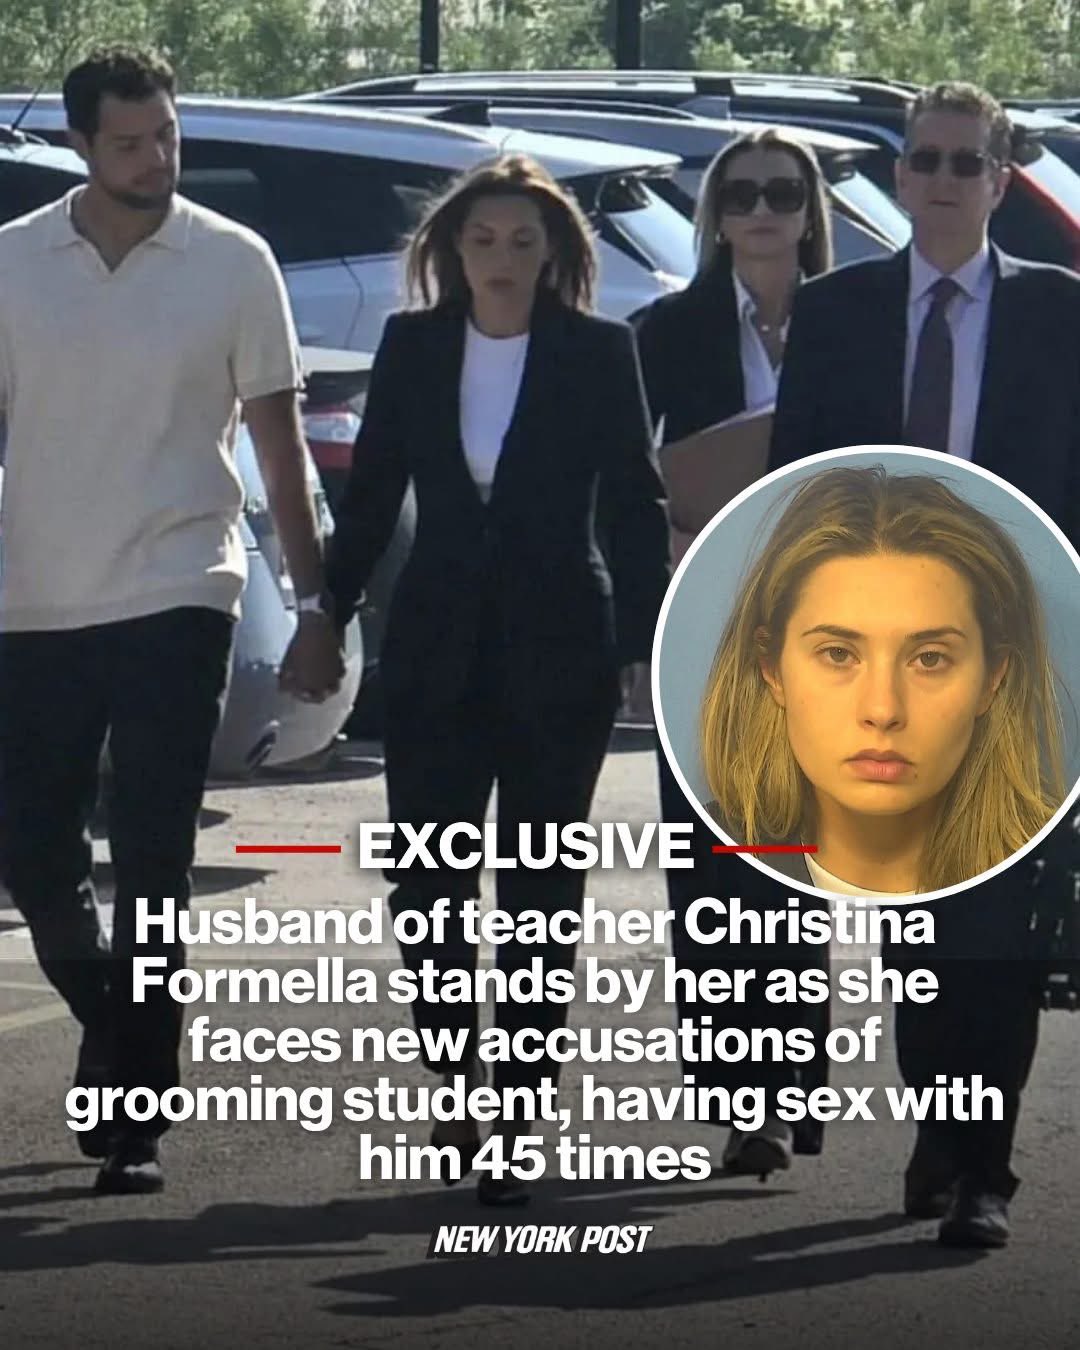 EXCLUSIVE
Husband of teacher Christina
Formella stands by her as she
faces new accusations of
grooming student, having sex with
him 45 times
NEW YORK POST